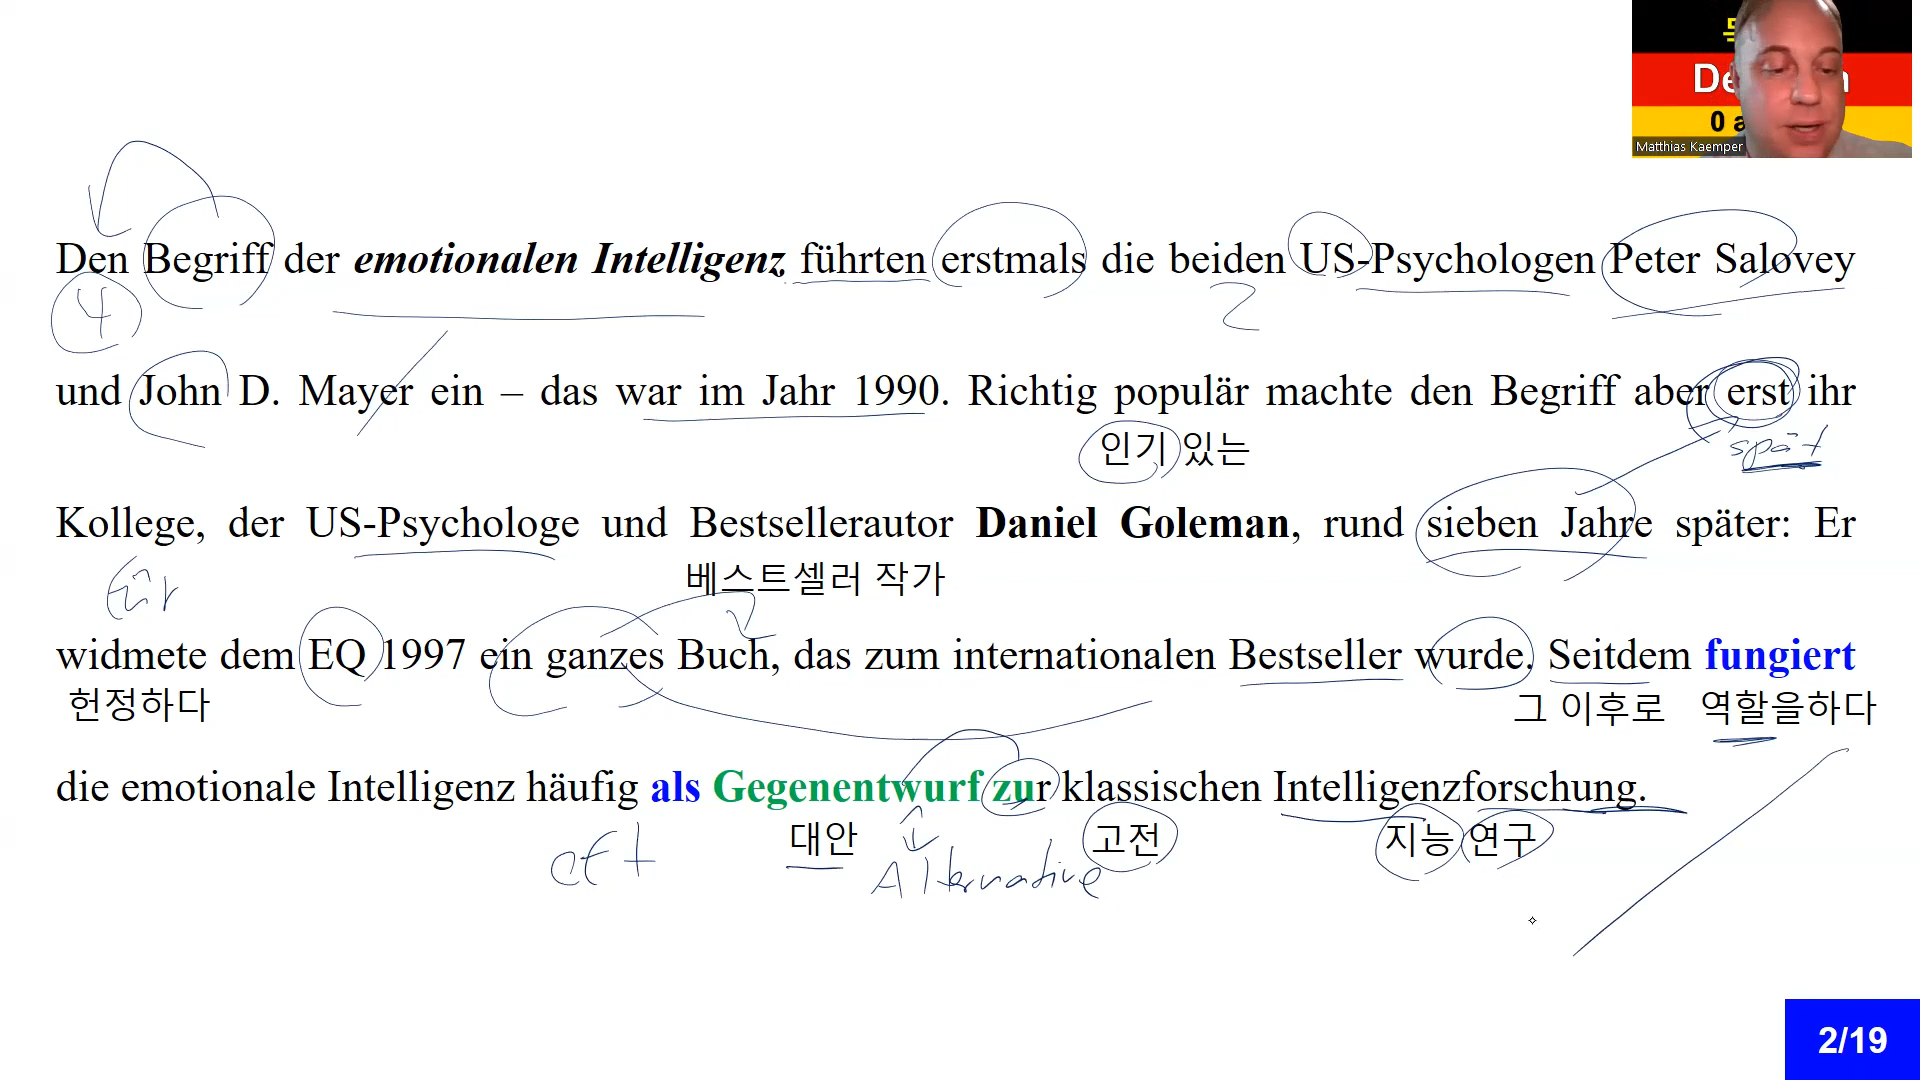 Matthias Kaemper
Den Begriff der emotionalen Intelligenz führten erstmals die beiden US-Psychologen Peter Salovey
4
2
und John D. Mayer ein – das war im Jahr 1990. Richtig populär machte den Begriff aber erst ihr
인기 있는
spät
Kollege, der US-Psychologe und Bestsellerautor Daniel Goleman, rund sieben Jahre später: Er
für
베스트셀러 작가
widmete dem EQ 1997 ein ganzes Buch, das zum internationalen Bestseller wurde. Seitdem fungiert
헌정하다
그 이후로
역할을하다
die emotionale Intelligenz häufig als Gegenentwurf zur klassischen Intelligenzforschung.
oft
대안
Alternative
고전
지능 연구
2/19